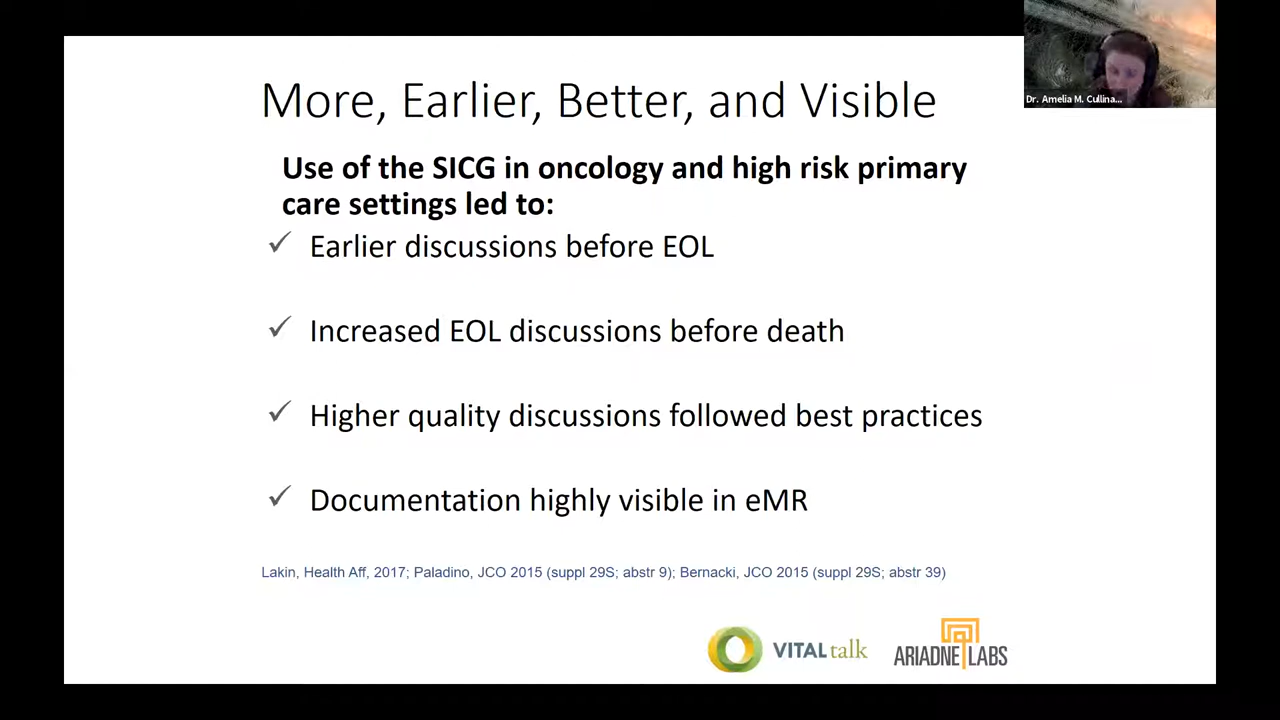 More, Earlier, Better, and Visible
Dr. Amelia M. Cullina...
Use of the SICG in oncology and high risk primary
care settings led to:
✓ Earlier discussions before EOL
✓ Increased EOL discussions before death
✓ Higher quality discussions followed best practices
✓ Documentation highly visible in eMR
Lakin, Health Aff, 2017; Paladino, JCO 2015 (suppl 29S; abstr 9); Bernacki, JCO 2015 (suppl 29S; abstr 39)
VITALtalk
ARIADNE LABS